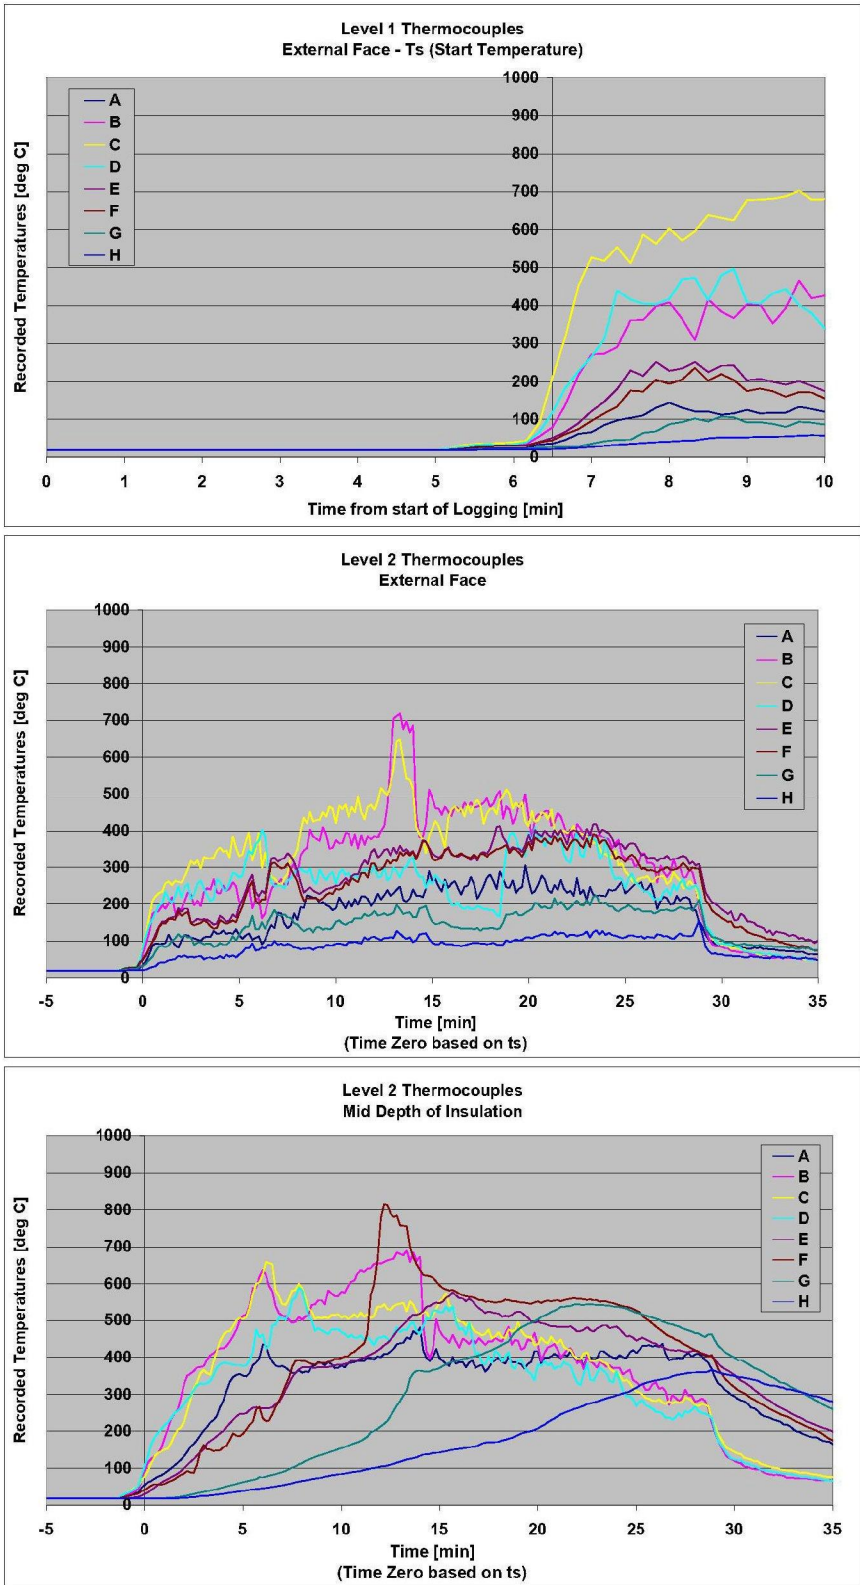 Level 1 Thermocouples
External Face - Ts (Start Temperature)
Recorded Temperatures [deg C]
1000
900
800
700
600
500
400
300
200
100
0
A
B
C
D
E
F
G
H
0 1 2 3 4 5 6 7 8 9 10
Time from start of Logging [min]
Level 2 Thermocouples
External Face
Recorded Temperatures [deg C]
1000
900
800
700
600
500
400
300
200
100
0
A
B
C
D
E
F
G
H
-5 0 5 10 15 20 25 30 35
Time [min]
(Time Zero based on ts)
Level 2 Thermocouples
Mid Depth of Insulation
Recorded Temperatures [deg C]
1000
900
800
700
600
500
400
300
200
100
0
A
B
C
D
E
F
G
H
-5 0 5 10 15 20 25 30 35
Time [min]
(Time Zero based on ts)